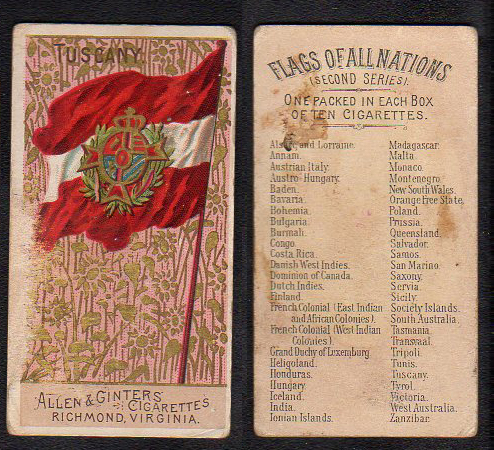 TUSCANY.
ALLEN & GINTER'S
CIGARETTES
RICHMOND, VIRGINIA.
FLAGS OF ALL NATIONS
(SECOND SERIES).
ONE PACKED IN EACH BOX
OF TEN CIGARETTES.
Alsace and Lorraine.
Annam.
Austrian Italy.
Austro-Hungary.
Baden.
Bavaria.
Bohemia.
Bulgaria.
Burmah.
Congo.
Costa Rica.
Danish West Indies.
Dominion of Canada.
Dutch Indies.
Finland.
French Colonial (East Indian
and African Colonies).
French Colonial (West Indian
Colonies).
Grand Duchy of Luxemburg.
Heligoland.
Honduras.
Hungary.
Iceland.
India.
Ionian Islands.
Madagascar.
Malta.
Monaco.
Montenegro.
New South Wales.
Orange Free State.
Poland.
Prussia.
Queensland.
Salvador.
Samos.
San Marino.
Saxony.
Servia.
Sicily.
Society Islands.
South Australia.
Tasmania.
Transvaal.
Tripoli.
Tunis.
Tuscany.
Tyrol.
Victoria.
West Australia.
Zanzibar.